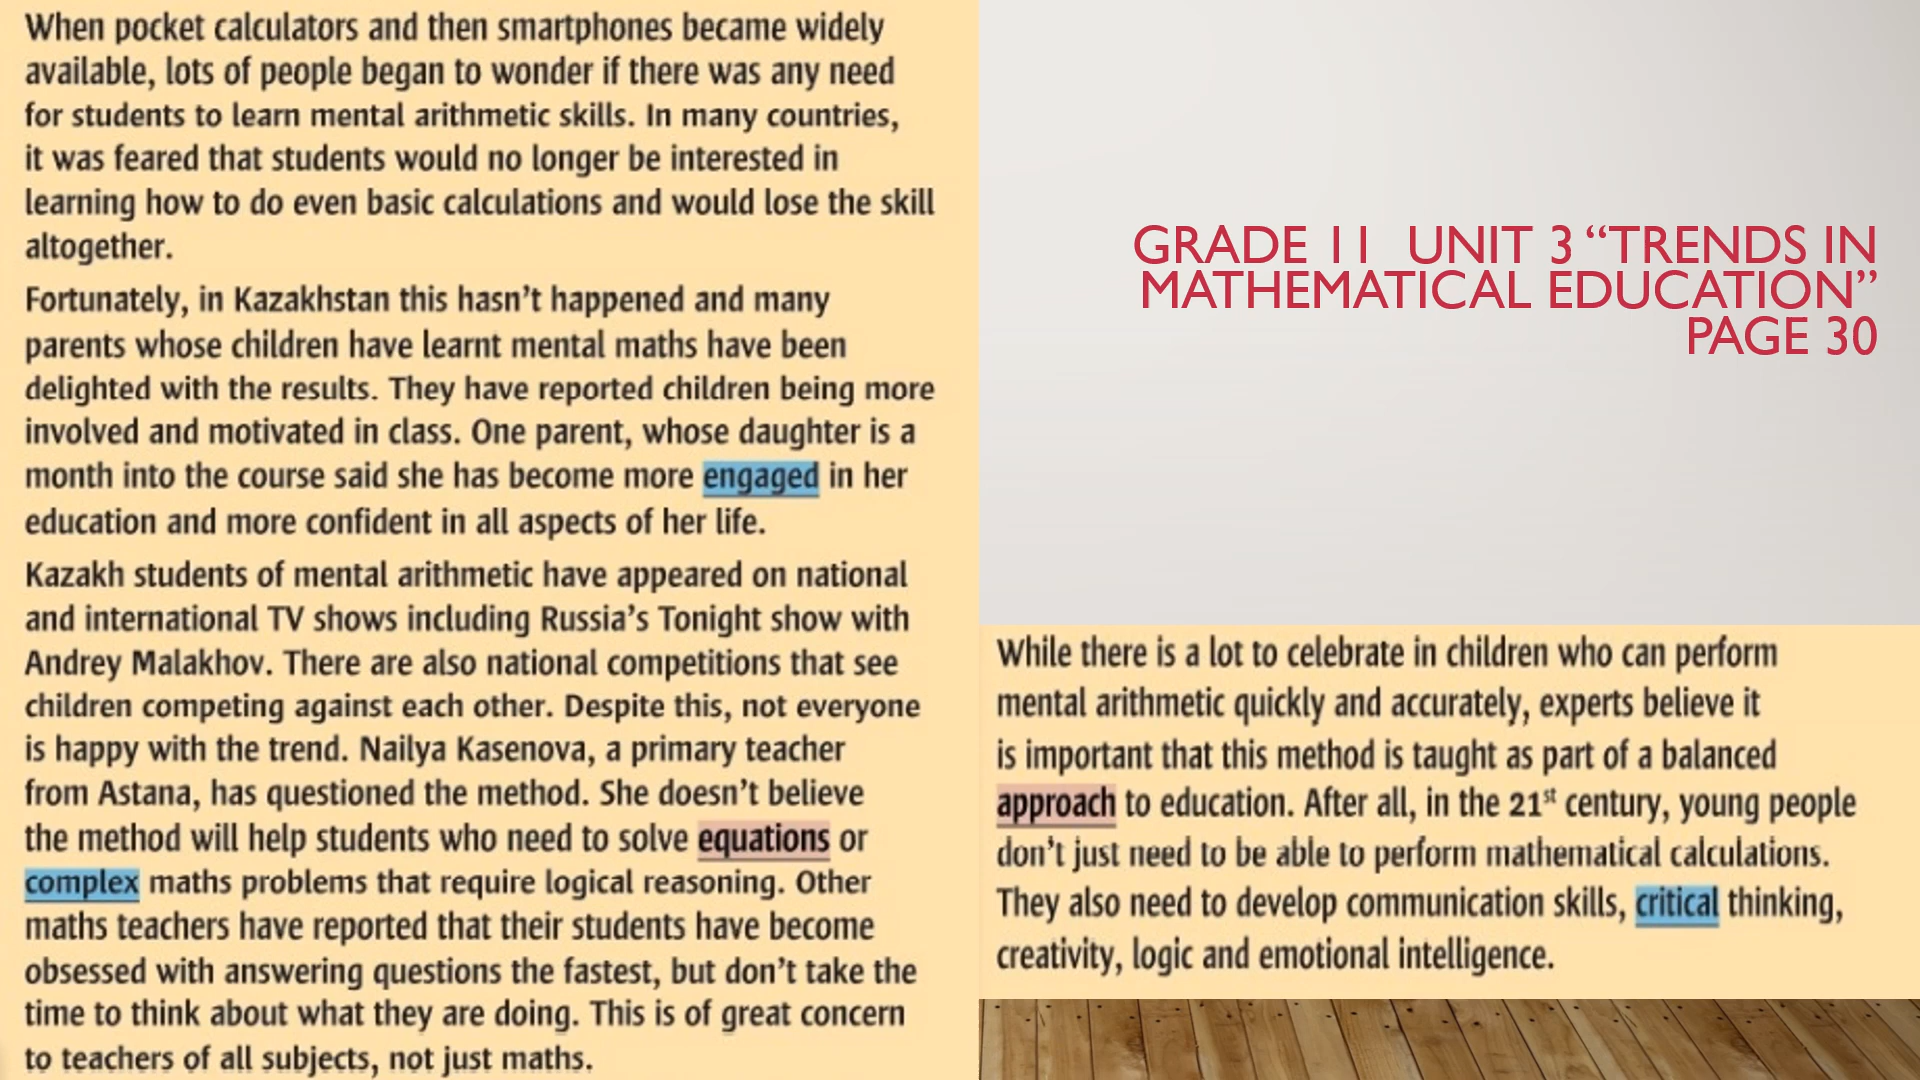 When pocket calculators and then smartphones became widely
available, lots of people began to wonder if there was any need
for students to learn mental arithmetic skills. In many countries,
it was feared that students would no longer be interested in
learning how to do even basic calculations and would lose the skill
altogether.
Fortunately, in Kazakhstan this hasn’t happened and many
parents whose children have learnt mental maths have been
delighted with the results. They have reported children being more
involved and motivated in class. One parent, whose daughter is a
month into the course said she has become more engaged in her
education and more confident in all aspects of her life.
Kazakh students of mental arithmetic have appeared on national
and international TV shows including Russia’s Tonight show with
Andrey Malakhov. There are also national competitions that see
children competing against each other. Despite this, not everyone
is happy with the trend. Nailya Kasenova, a primary teacher
from Astana, has questioned the method. She doesn’t believe
the method will help students who need to solve equations or
complex maths problems that require logical reasoning. Other
maths teachers have reported that their students have become
obsessed with answering questions the fastest, but don’t take the
time to think about what they are doing. This is of great concern
to teachers of all subjects, not just maths.
GRADE 11 UNIT 3 “TRENDS IN
MATHEMATICAL EDUCATION”
PAGE 30
While there is a lot to celebrate in children who can perform
mental arithmetic quickly and accurately, experts believe it
is important that this method is taught as part of a balanced
approach to education. After all, in the 21st century, young people
don’t just need to be able to perform mathematical calculations.
They also need to develop communication skills, critical thinking,
creativity, logic and emotional intelligence.